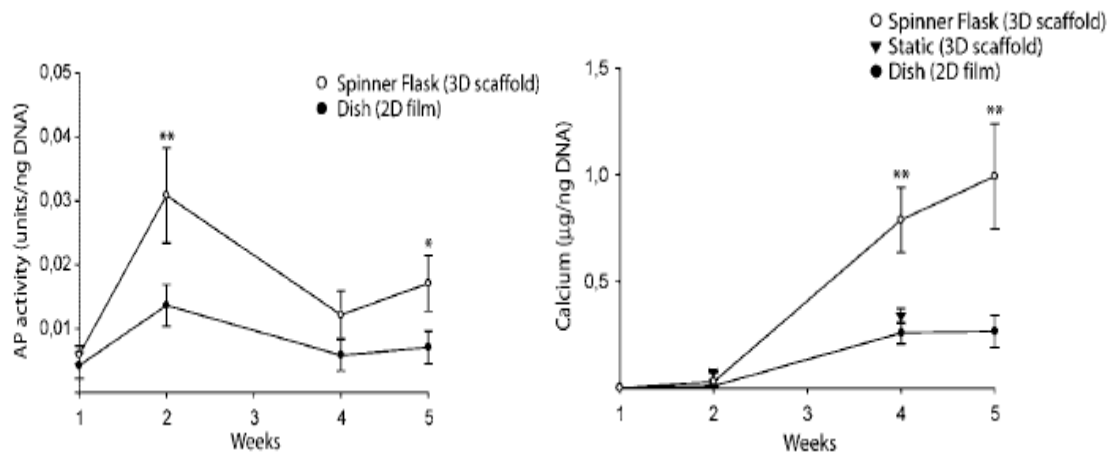 0,05
0,04
0,03
0,02
0,01
AP activity (units/ng DNA)
Spinner Flask (3D scaffold)
Dish (2D film)
**
*
1 2 3 4 5
Weeks
Spinner Flask (3D scaffold)
Static (3D scaffold)
Dish (2D film)
1,5
1,0
0,5
0
Calcium (µg/ng DNA)
**
**
1 2 3 4 5
Weeks